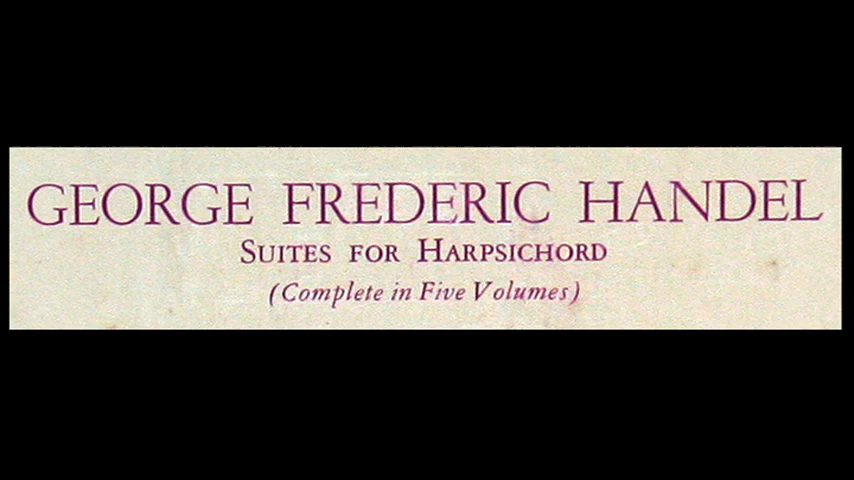 GEORGE FREDERIC HANDEL
SUITES FOR HARPSICHORD
(Complete in Five Volumes)